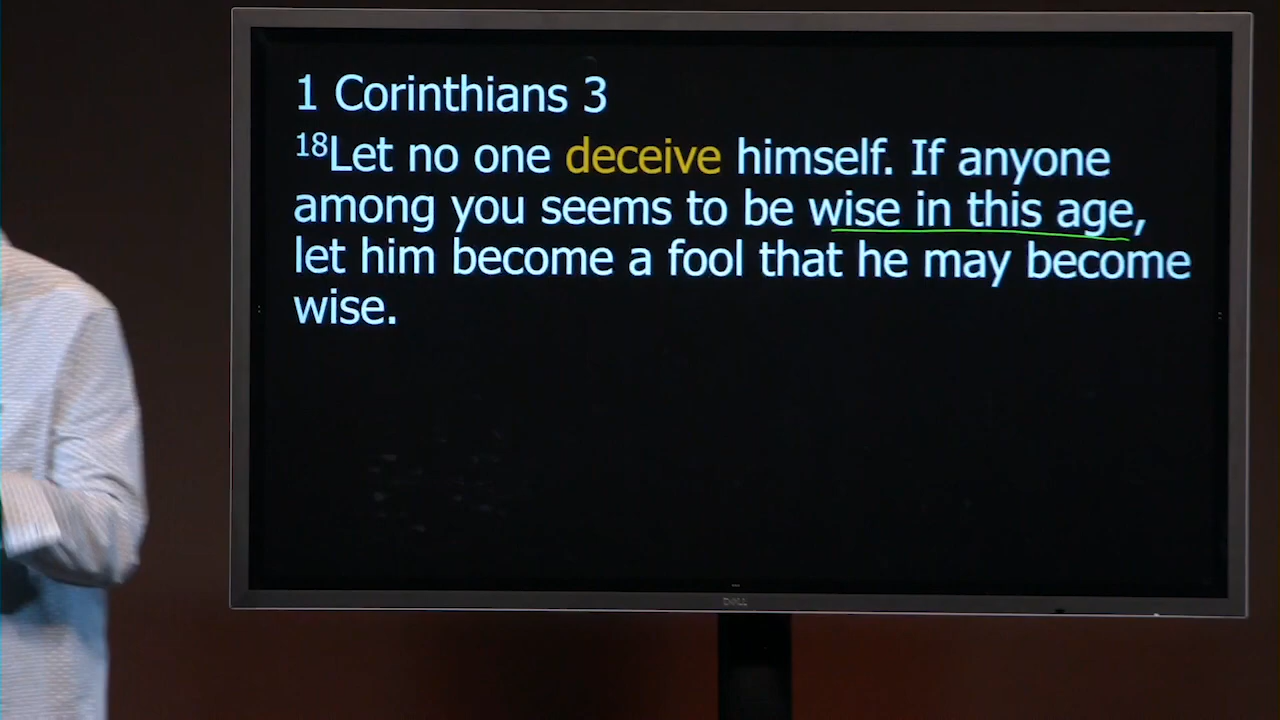 1 Corinthians 3
18Let no one deceive himself. If anyone
among you seems to be wise in this age,
let him become a fool that he may become
wise.
DELL